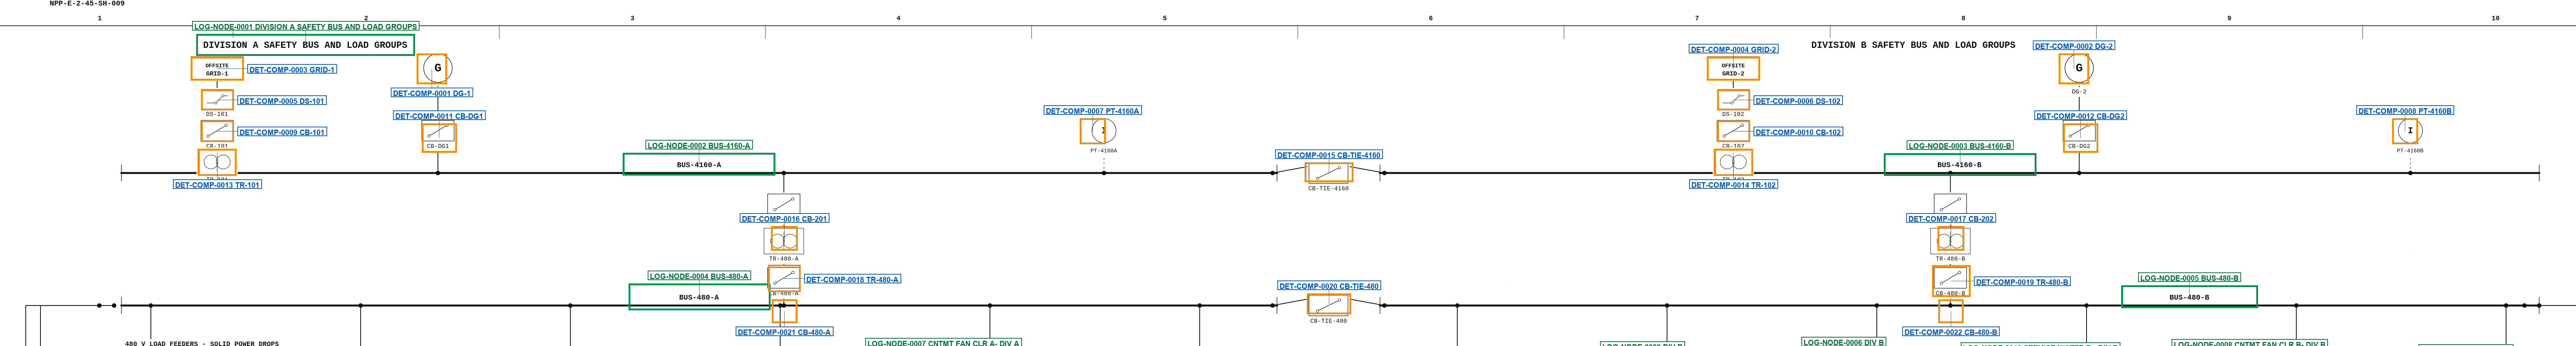 NPP-E-2-45-SH-009
1 2 3 4 5 6 7 8 9 10
LOG-NODE-0001 DIVISION A SAFETY BUS AND LOAD GROUPS
DIVISION A SAFETY BUS AND LOAD GROUPS
DIVISION B SAFETY BUS AND LOAD GROUPS
DET-COMP-0002 DG-2
DET-COMP-0004 GRID-2
OFFSITE
GRID-1
DET-COMP-0003 GRID-1
G
OFFSITE
GRID-2
G
DET-COMP-0001 DG-1
DG-2
DET-COMP-0005 DS-101
DET-COMP-0006 DS-102
DS-101
DET-COMP-0011 CB-DG1
DET-COMP-0007 PT-4160A
DS-102
DET-COMP-0012 CB-DG2
DET-COMP-0008 PT-4160B
DET-COMP-0009 CB-101
DET-COMP-0010 CB-102
I
CB-101
CB-DG1
LOG-NODE-0002 BUS-4160-A
PT-4160A
CB-102
LOG-NODE-0003 BUS-4160-B
CB-DG2
PT-4160B
DET-COMP-0015 CB-TIE-4160
BUS-4160-A
BUS-4160-B
DET-COMP-0013 TR-101
CB-TIE-4160
DET-COMP-0014 TR-102
DET-COMP-0016 CB-201
DET-COMP-0017 CB-202
TR-480-A
TR-480-B
LOG-NODE-0004 BUS-480-A
DET-COMP-0018 TR-480-A
DET-COMP-0020 CB-TIE-480
DET-COMP-0019 TR-480-B
LOG-NODE-0005 BUS-480-B
CB-480-A
CB-480-B
BUS-480-A
BUS-480-B
CB-TIE-480
DET-COMP-0021 CB-480-A
DET-COMP-0022 CB-480-B
480 V LOAD FEEDERS - SOLID POWER DROPS
LOG-NODE-0007 CNTMT FAN CLR A- DIV A
LOG-NODE-0006 DIV B
LOG-NODE-0008 CNTMT FAN CLR B- DIV B